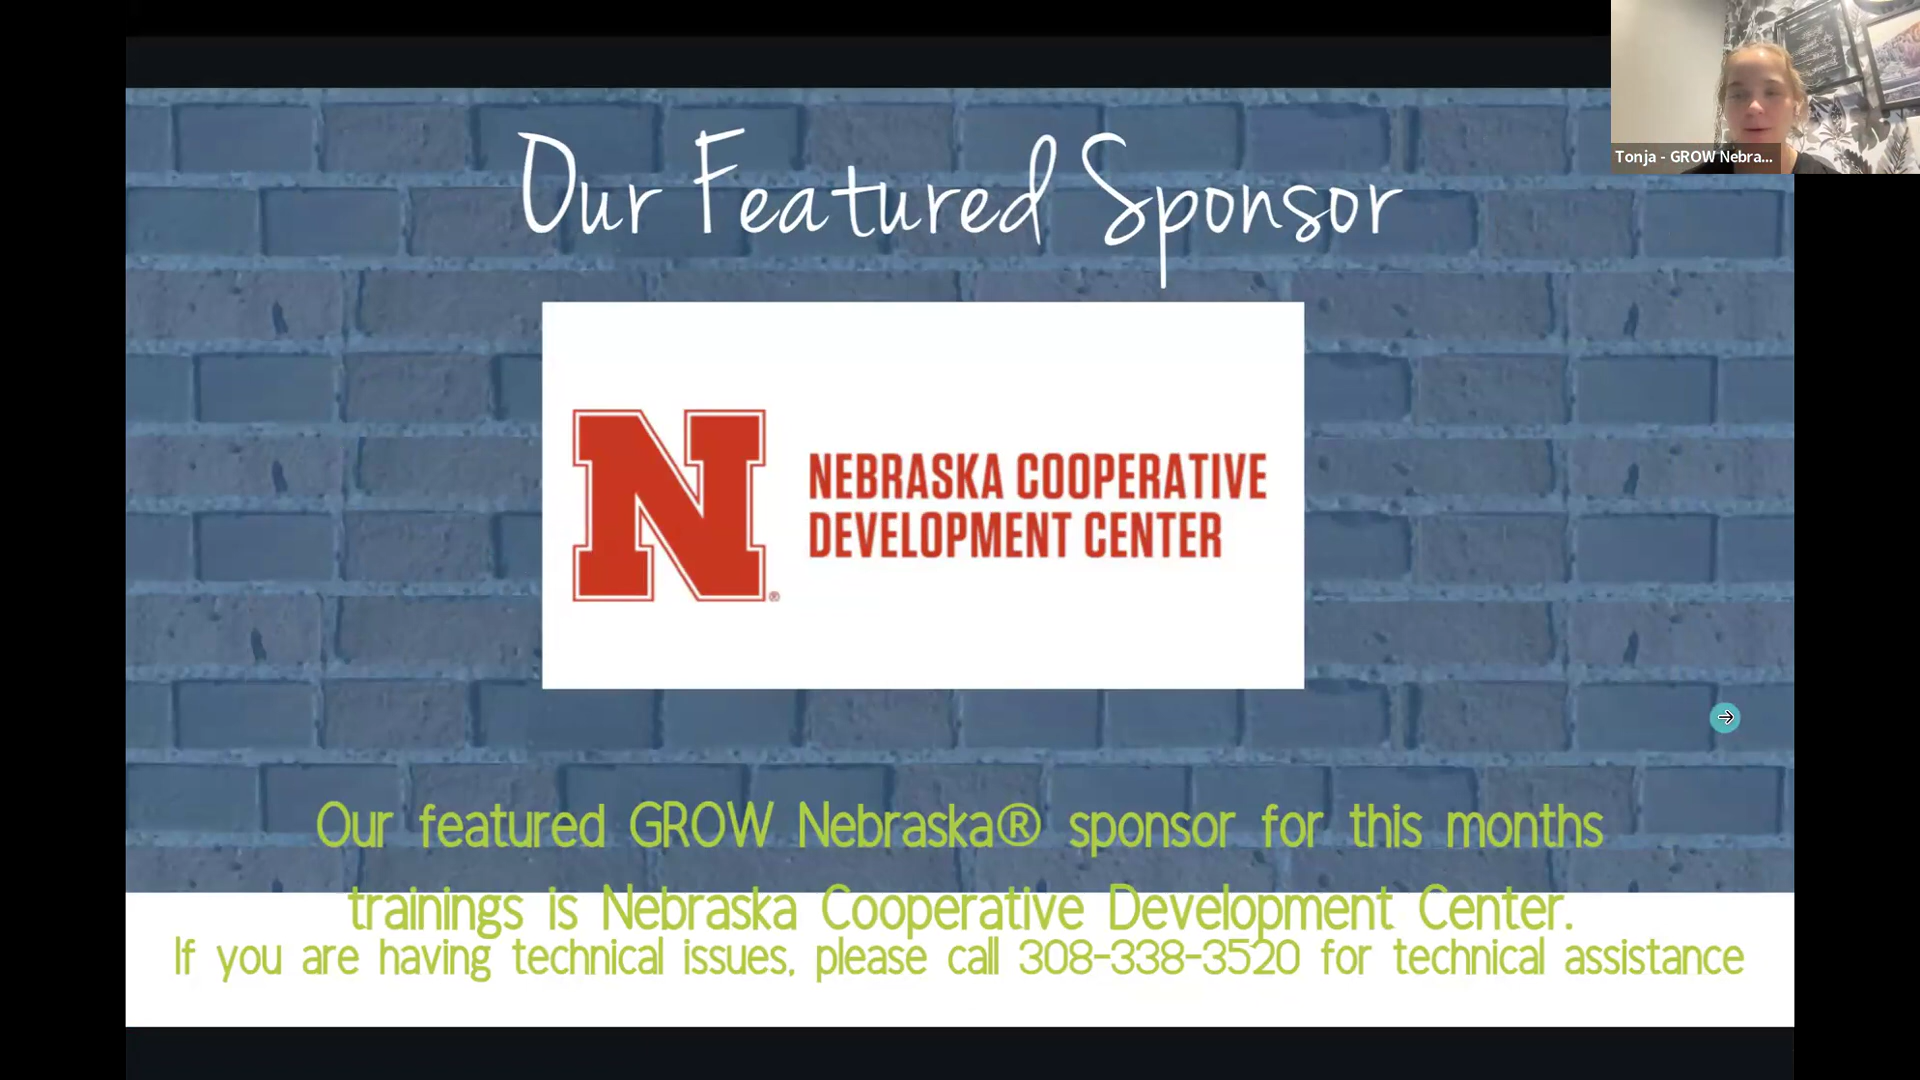 Our Featured Sponsor
N®
NEBRASKA COOPERATIVE
DEVELOPMENT CENTER
Our featured GROW Nebraska® sponsor for this months
trainings is Nebraska Cooperative Development Center.
If you are having technical issues, please call 308-338-3520 for technical assistance
Tonja - GROW Nebra...